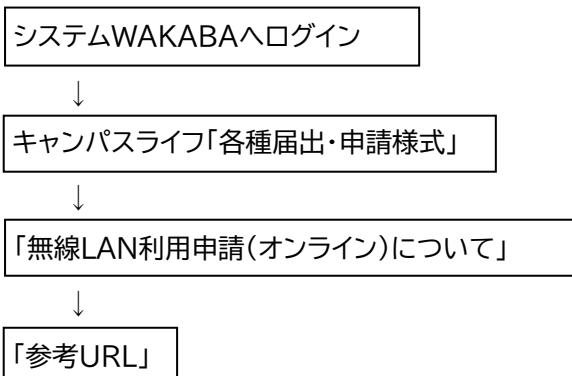 システムWAKABAへログイン
↓
キャンパスライフ「各種届出・申請様式」
↓
「無線LAN利用申請(オンライン)について」
↓
「参考URL」